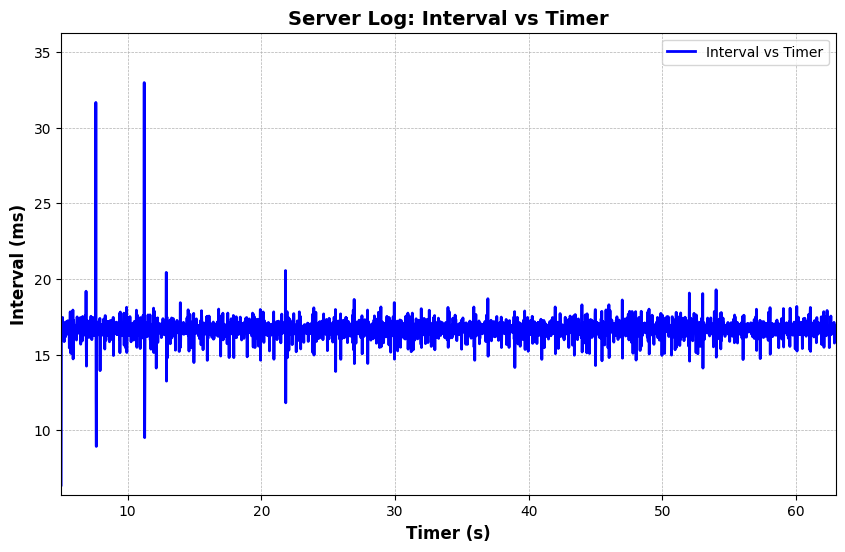 Server Log: Interval vs Timer
Interval vs Timer
35
30
25
20
15
10
Interval (ms)
10 20 30 40 50 60
Timer (s)